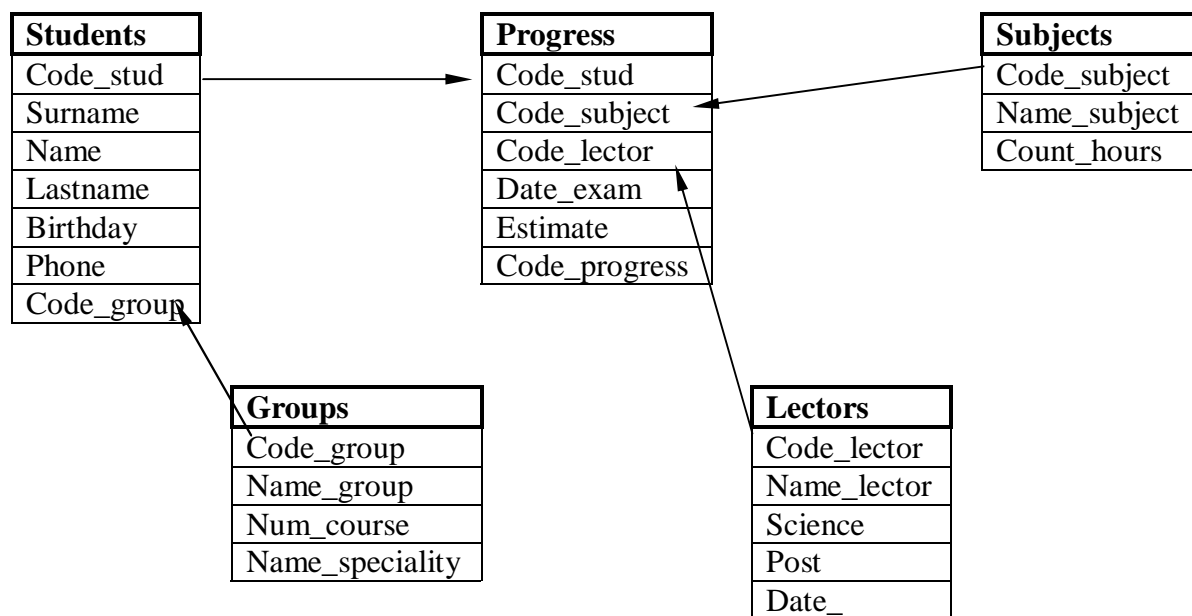 Students
Code_stud
Surname
Name
Lastname
Birthday
Phone
Code_group
Progress
Code_stud
Code_subject
Code_lector
Date_exam
Estimate
Code_progress
Subjects
Code_subject
Name_subject
Count_hours
Groups
Code_group
Name_group
Num_course
Name_speciality
Lectors
Code_lector
Name_lector
Science
Post
Date_